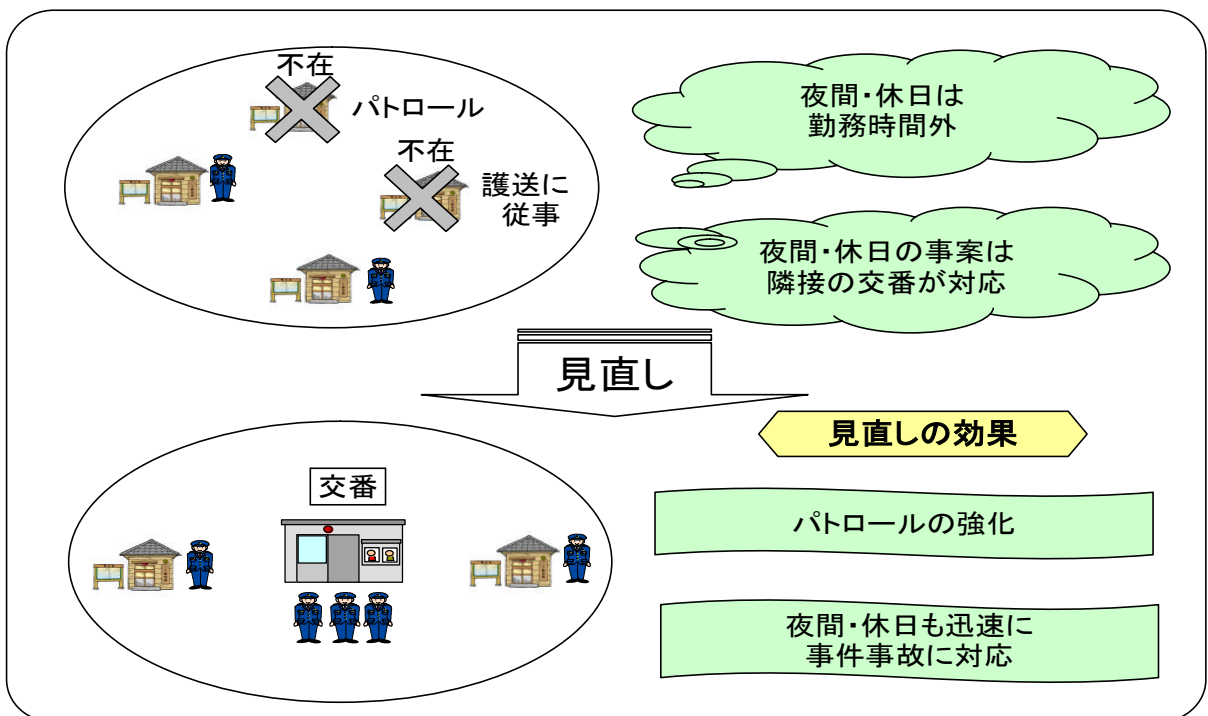 不在
パトロール
不在
護送に
従事
夜間・休日は
勤務時間外
夜間・休日の事案は
隣接の交番が対応
見直し
見直しの効果
交番
パトロールの強化
夜間・休日も迅速に
事件事故に対応